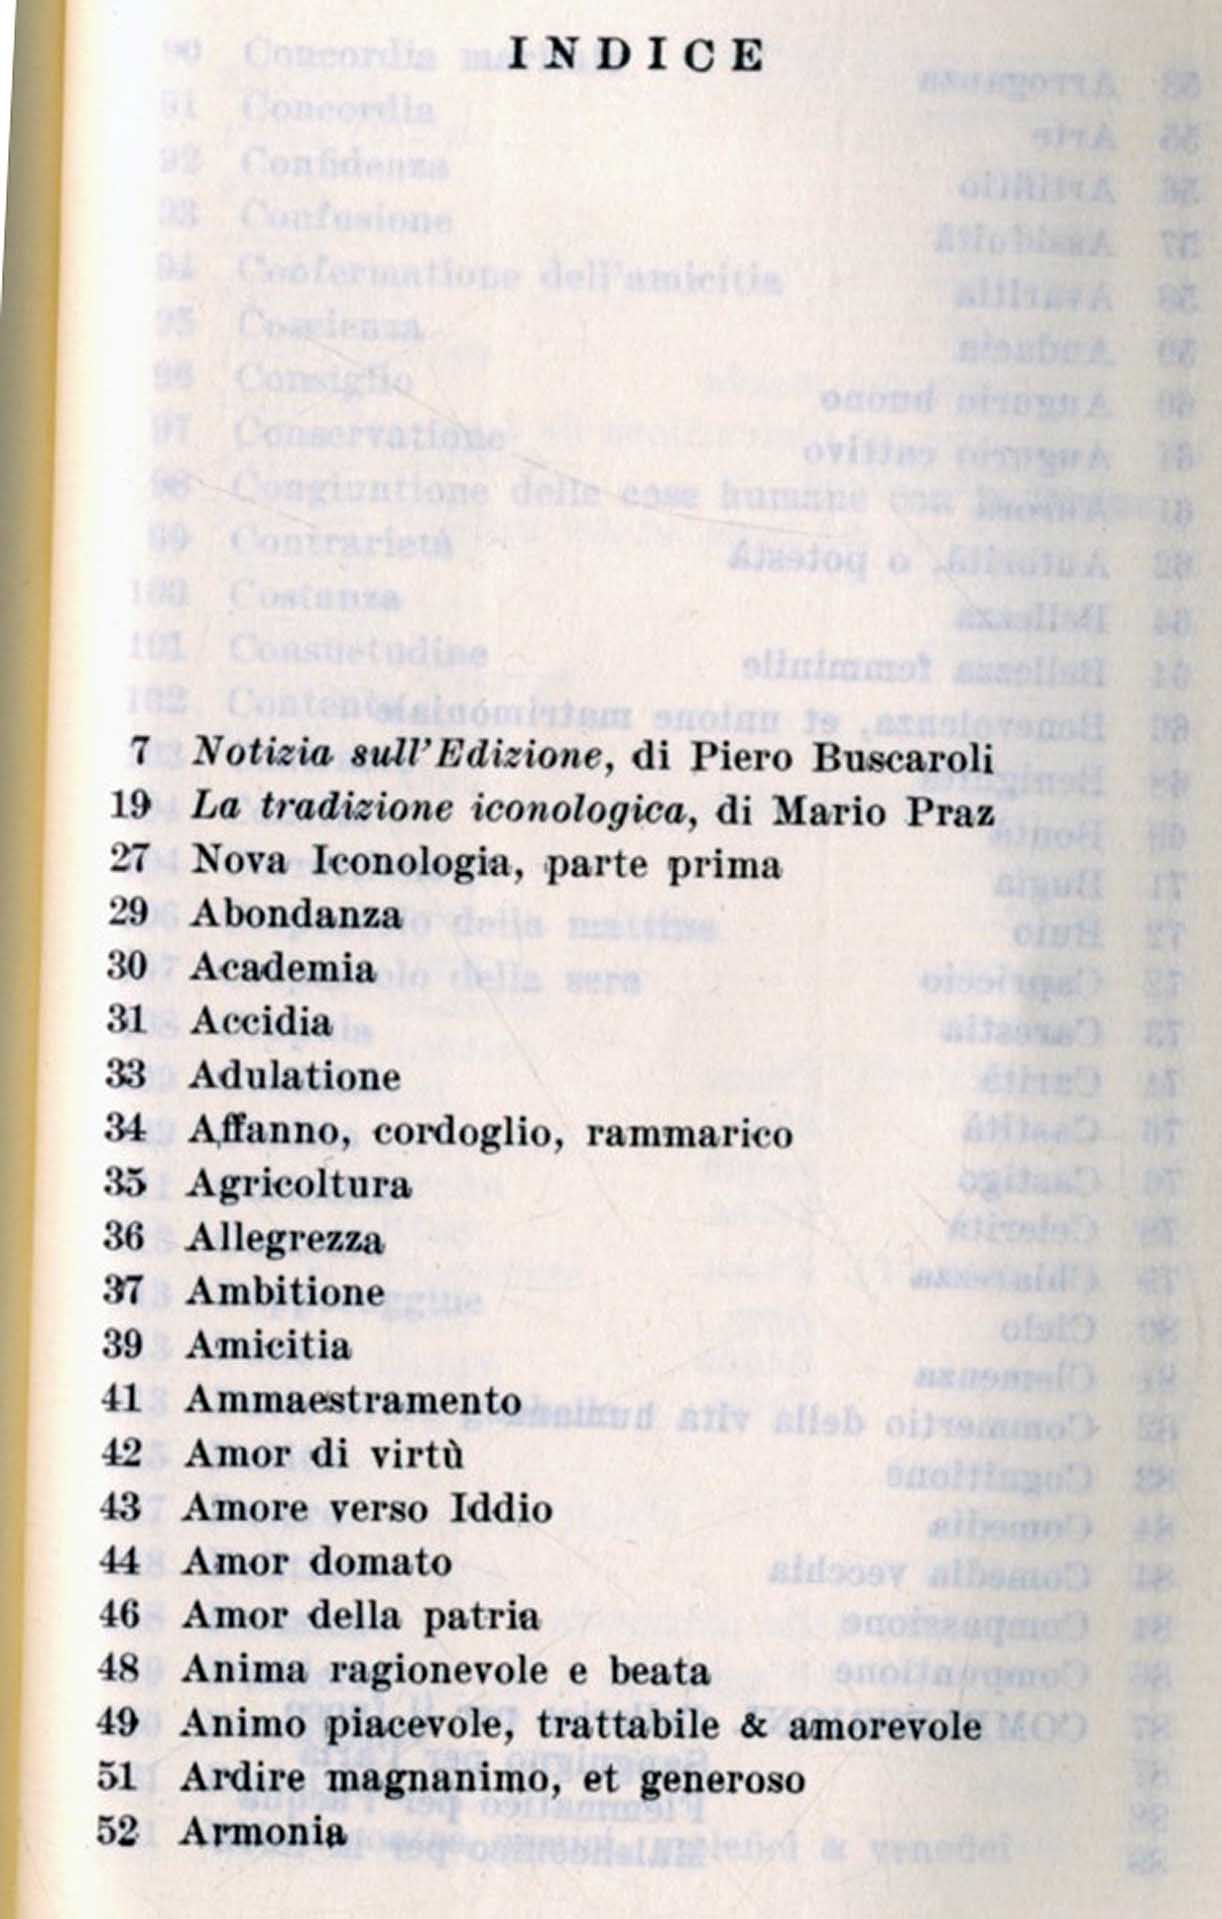 INDICE
7 Notizia sull'Edizione, di Piero Buscaroli
19 La tradizione iconologica, di Mario Praz
27 Nova Iconologia, parte prima
29 Abondanza
30 Academia
31 Accidia
33 Adulatione
34 Affanno, cordoglio, rammarico
35 Agricoltura
36 Allegrezza
37 Ambitione
39 Amicitia
41 Ammaestramento
42 Amor di virtù
43 Amore verso Iddio
44 Amor domato
46 Amor della patria
48 Anima ragionevole e beata
49 Animo piacevole, trattabile & amorevole
51 Ardire magnanimo, et generoso
52 Armonia